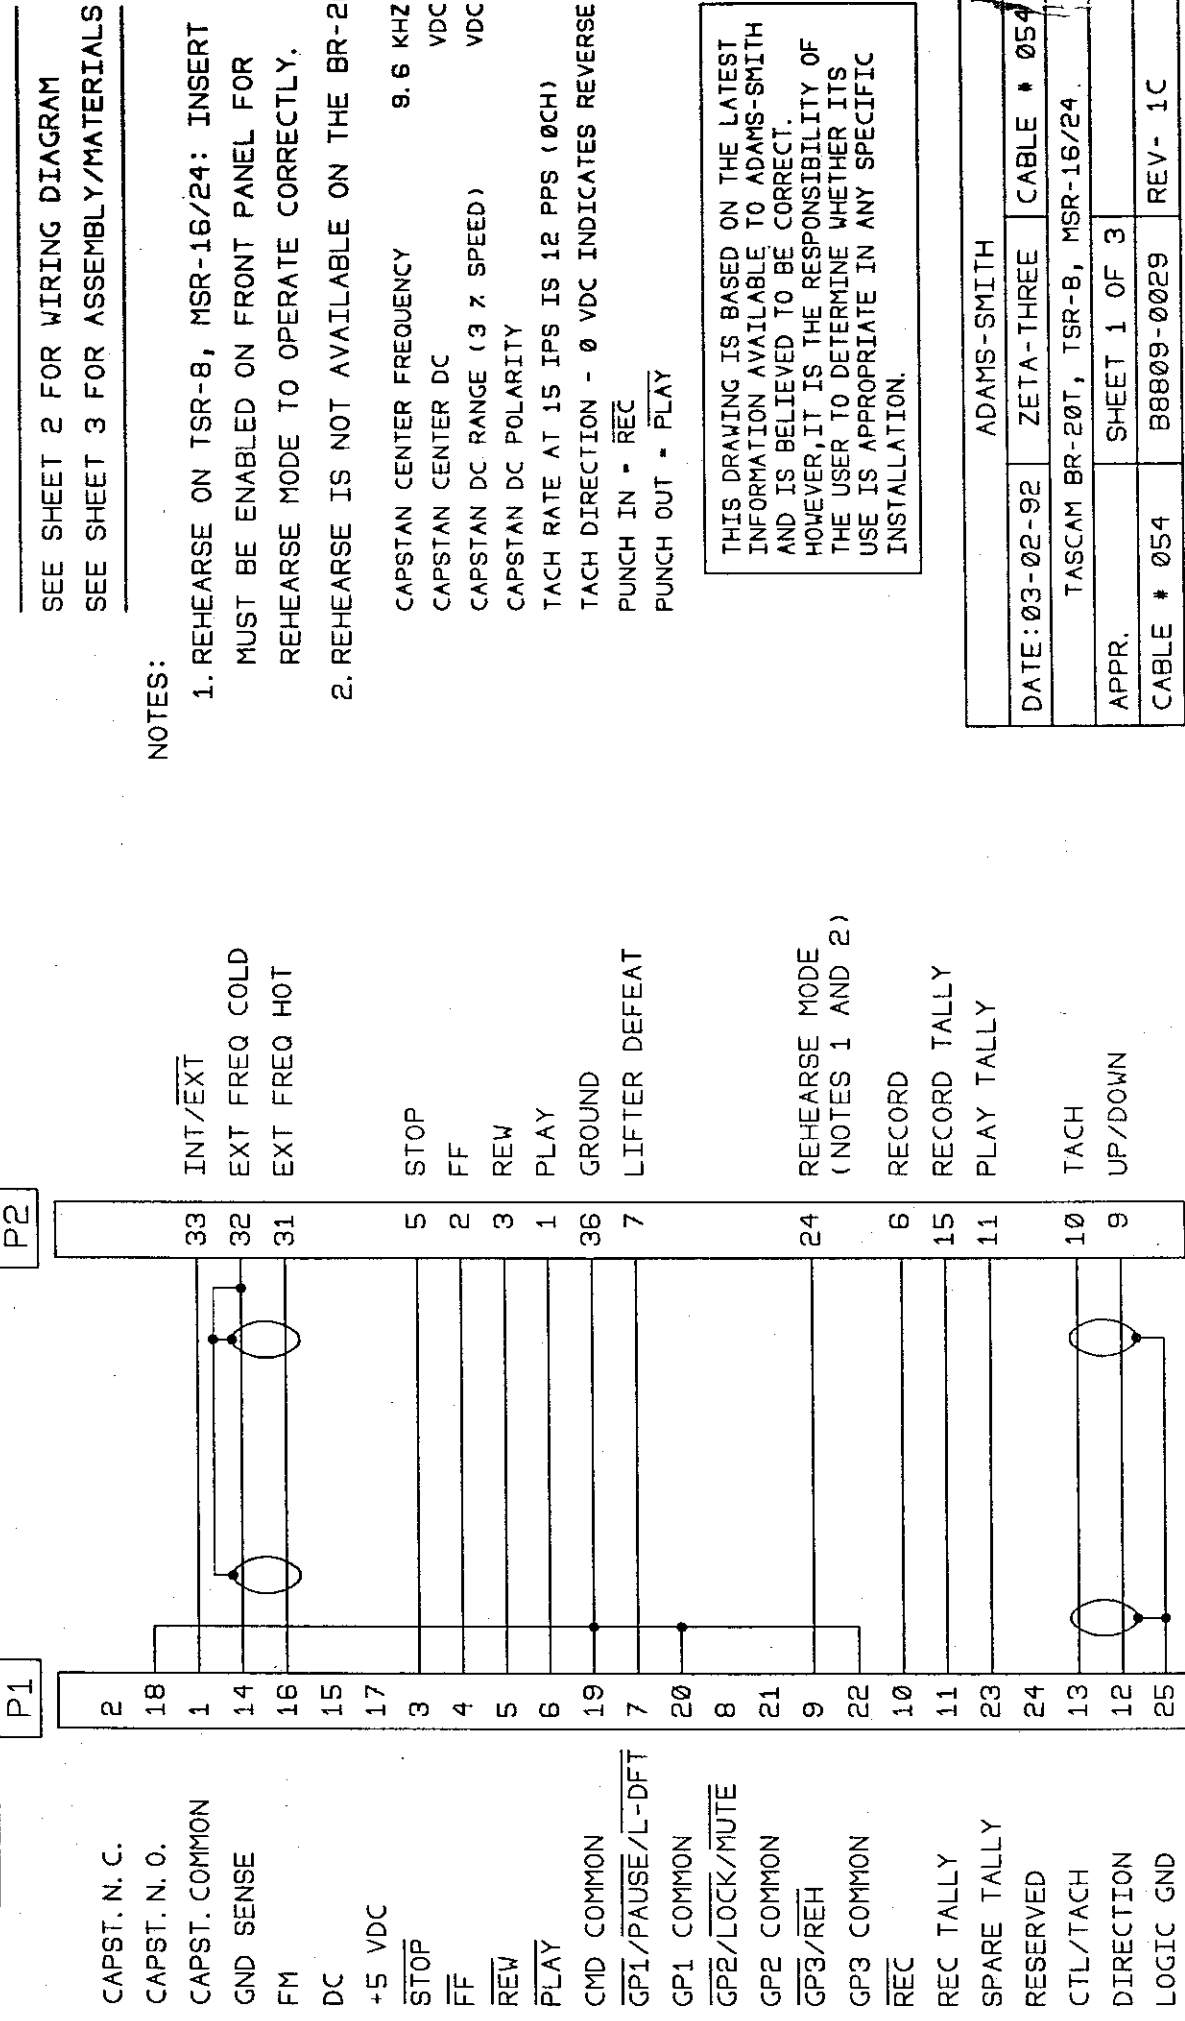 P1
P2
CAPST. N. C. 2
CAPST. N. O. 18
CAPST. COMMON 1 33 INT/EXT
GND SENSE 14 32 EXT FREQ COLD
FM 16 31 EXT FREQ HOT
DC 15
+5 VDC 17
STOP 3 5 STOP
FF 4 2 FF
REW 5 3 REW
PLAY 6 1 PLAY
CMD COMMON 19 36 GROUND
GP1/PAUSE/L-DFT 7 7 LIFTER DEFEAT
GP1 COMMON 20
GP2/LOCK/MUTE 8
GP2 COMMON 21
GP3/REH 9 24 REHEARSE MODE
(NOTES 1 AND 2)
GP3 COMMON 22
REC 10 6 RECORD
REC TALLY 11 15 RECORD TALLY
SPARE TALLY 23 11 PLAY TALLY
RESERVED 24
CTL/TACH 13 10 TACH
DIRECTION 12 9 UP/DOWN
LOGIC GND 25
SEE SHEET 2 FOR WIRING DIAGRAM
SEE SHEET 3 FOR ASSEMBLY/MATERIALS
NOTES:
1. REHEARSE ON TSR-8, MSR-16/24: INSERT
MUST BE ENABLED ON FRONT PANEL FOR
REHEARSE MODE TO OPERATE CORRECTLY.
2. REHEARSE IS NOT AVAILABLE ON THE BR-2
CAPSTAN CENTER FREQUENCY 9.6 KHZ
CAPSTAN CENTER DC VDC
CAPSTAN DC RANGE (3 % SPEED) VDC
CAPSTAN DC POLARITY
TACH RATE AT 15 IPS IS 12 PPS (0CH)
TACH DIRECTION - 0 VDC INDICATES REVERSE
PUNCH IN = REC
PUNCH OUT = PLAY
THIS DRAWING IS BASED ON THE LATEST
INFORMATION AVAILABLE TO ADAMS-SMITH
AND IS BELIEVED TO BE CORRECT.
HOWEVER, IT IS THE RESPONSIBILITY OF
THE USER TO DETERMINE WHETHER ITS
USE IS APPROPRIATE IN ANY SPECIFIC
INSTALLATION.
ADAMS-SMITH
DATE:03-02-92 ZETA-THREE CABLE # 054
TASCAM BR-20T, TSR-8, MSR-16/24
APPR. SHEET 1 OF 3
CABLE # 054 B8809-0029 REV- 1C